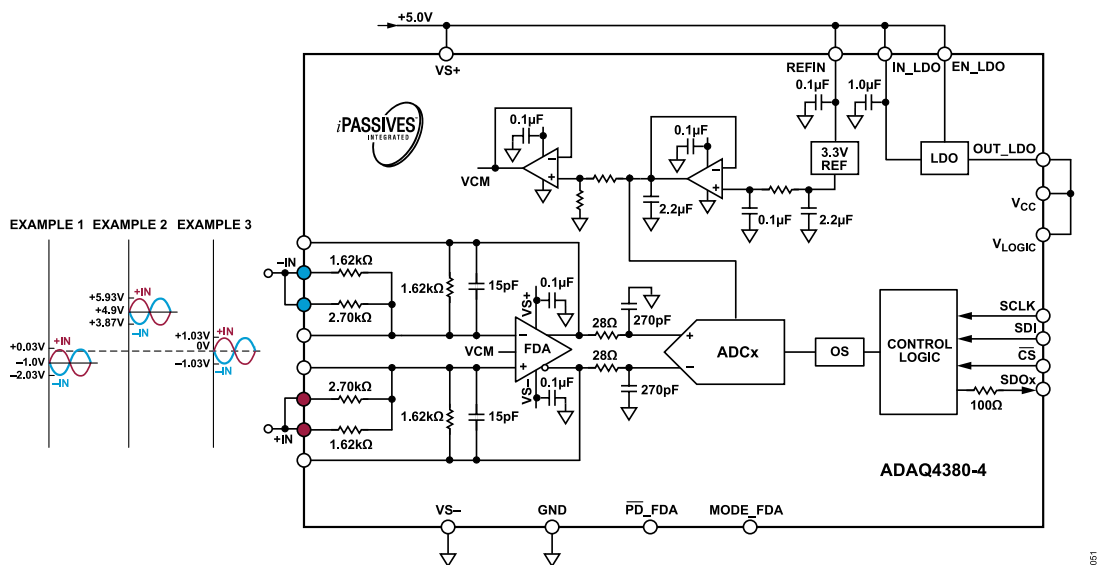 +5.0V
VS+
REFIN
IN_LDO
EN_LDO
0.1µF
1.0µF
iPASSIVES
INTEGRATED
0.1µF
0.1µF
3.3V
REF
LDO
OUT_LDO
VCM
2.2µF
0.1µF
2.2µF
VCC
VLOGIC
EXAMPLE 1
EXAMPLE 2
EXAMPLE 3
+5.93V
+4.9V
+3.87V
+IN
–IN
+0.03V
–1.0V
–2.03V
+IN
–IN
+1.03V
0V
–1.03V
+IN
–IN
–IN
1.62kΩ
2.70kΩ
1.62kΩ
15pF
VS+
0.1µF
VCM
FDA
VS–
0.1µF
28Ω
28Ω
270pF
270pF
ADCx
OS
CONTROL
LOGIC
SCLK
SDI
CS
SDOx
100Ω
2.70kΩ
1.62kΩ
+IN
1.62kΩ
15pF
ADAQ4380-4
VS–
GND
PD_FDA
MODE_FDA
051